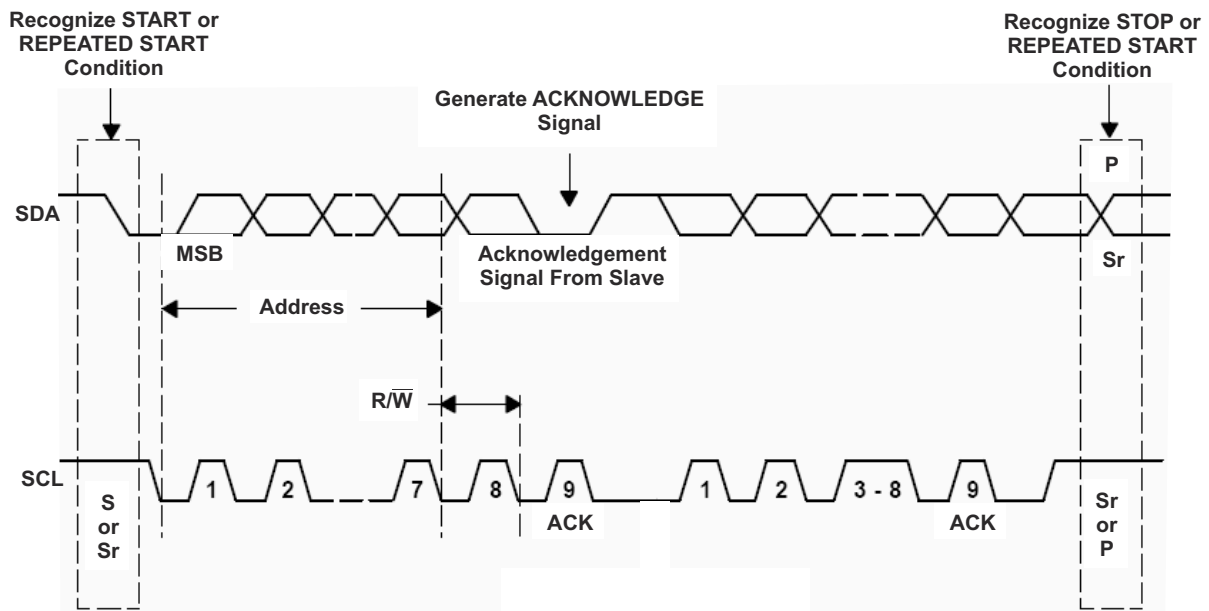 Recognize START or
REPEATED START
Condition
Recognize STOP or
REPEATED START
Condition
Generate ACKNOWLEDGE
Signal
P
SDA
MSB
Acknowledgement
Signal From Slave
Sr
Address
R/W̅
SCL
1
2
7
8
9
1
2
3 - 8
9
S
or
Sr
ACK
ACK
Sr
or
P